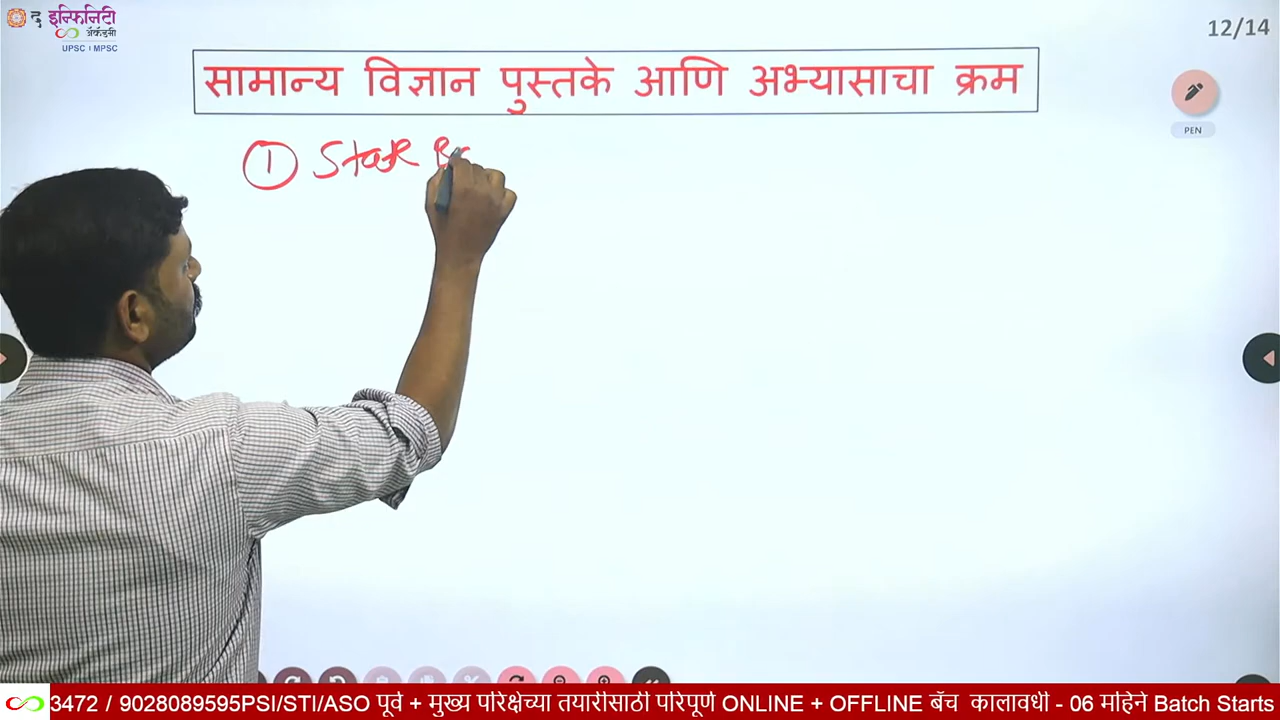 द इन्फिनिटी
ॲकॅडमी
UPSC | MPSC
12/14
सामान्य विज्ञान पुस्तके आणि अभ्यासाचा क्रम
PEN
① Star
3472 / 9028089595PSI/STI/ASO पूर्व + मुख्य परिक्षेच्या तयारीसाठी परिपूर्ण ONLINE + OFFLINE बॅच कालावधी - 06 महिने Batch Starts